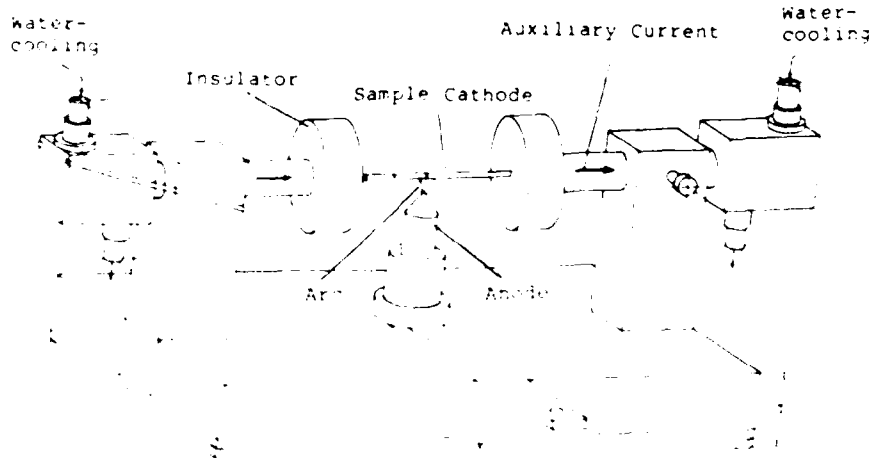 Water-
cooling
Insulator
Sample Cathode
Auxiliary Current
Water-
cooling
Arc
Anode